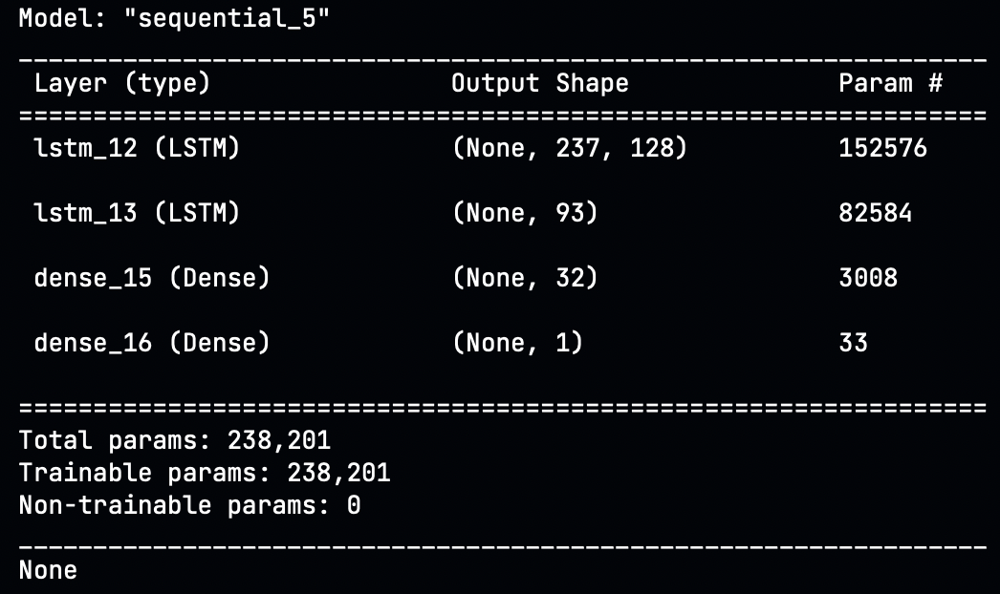 Model: "sequential_5"
_________________________________________________________________
 Layer (type)                Output Shape              Param #
=================================================================
 lstm_12 (LSTM)              (None, 237, 128)          152576
 lstm_13 (LSTM)              (None, 93)                82584
 dense_15 (Dense)            (None, 32)                3008
 dense_16 (Dense)            (None, 1)                 33
=================================================================
Total params: 238,201
Trainable params: 238,201
Non-trainable params: 0
_________________________________________________________________
None